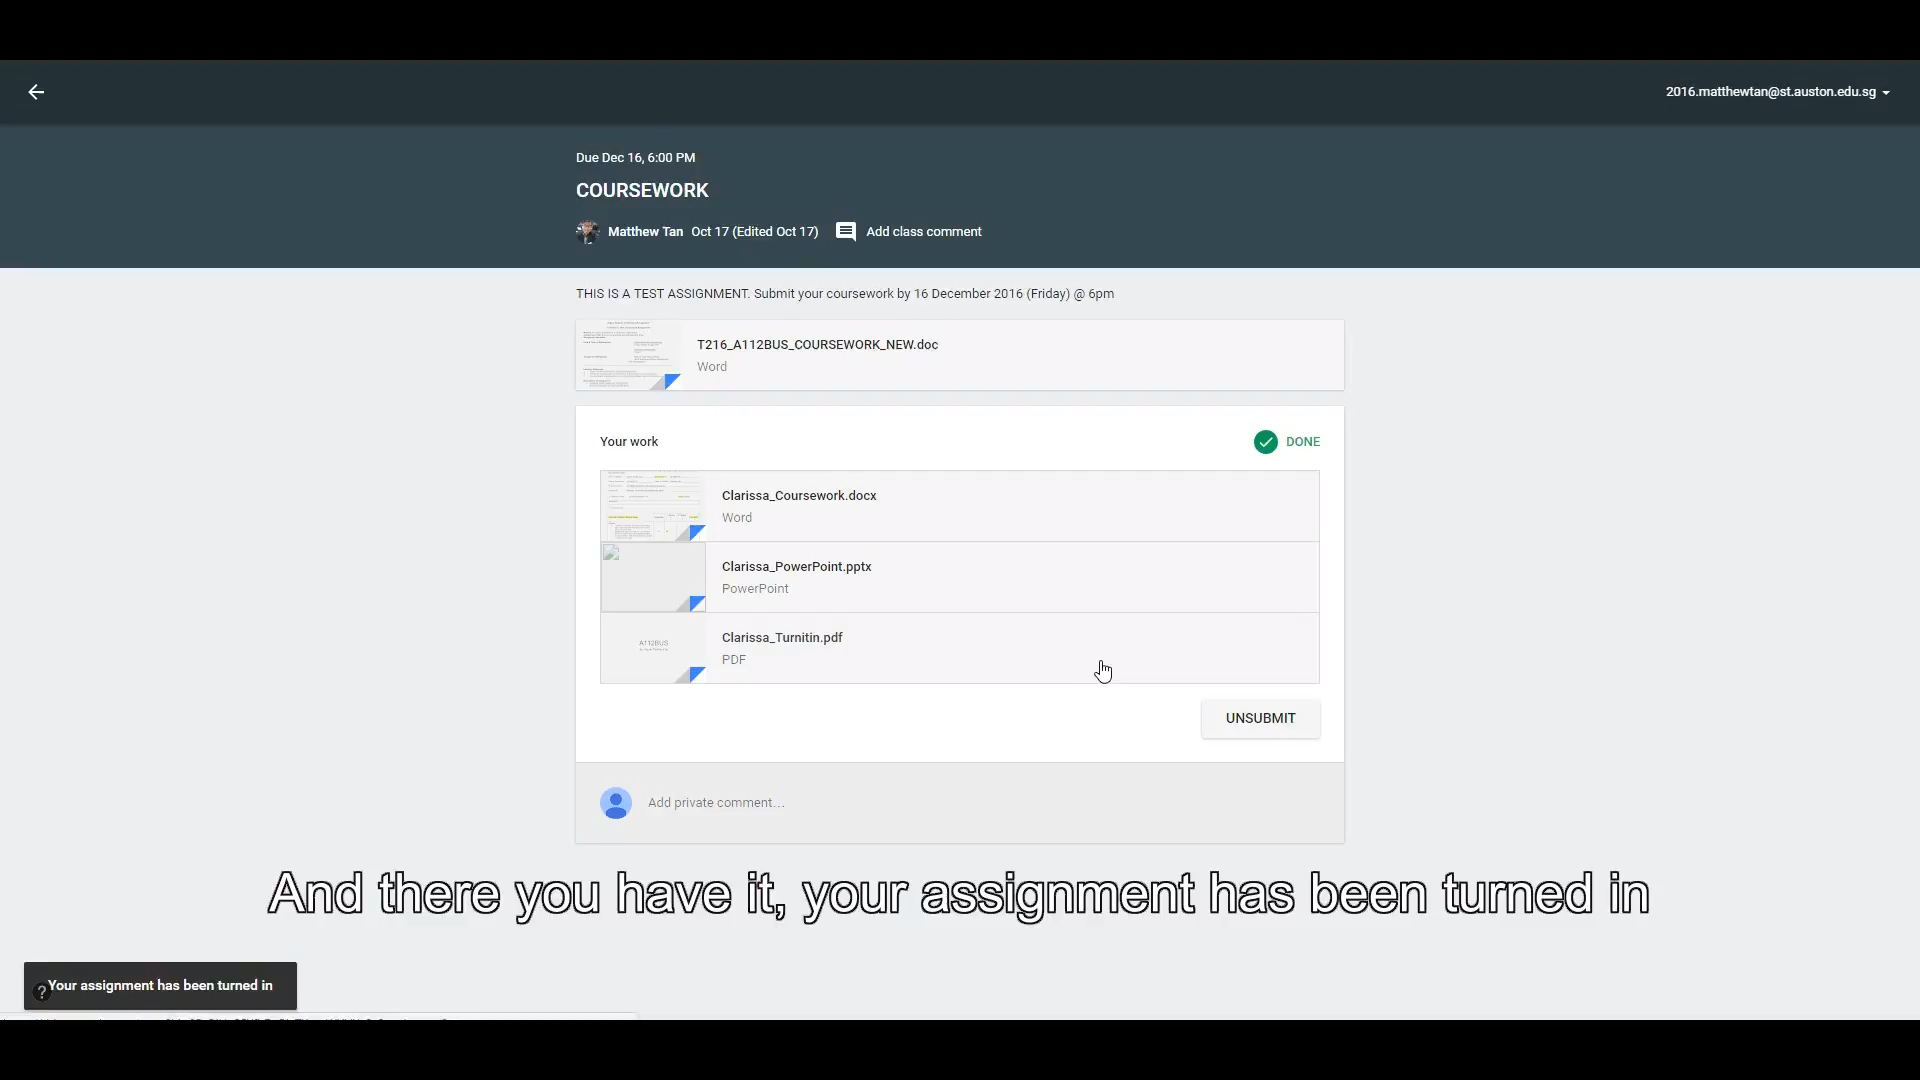 2016.matthewtan@st.auston.edu.sg
Due Dec 16, 6:00 PM
COURSEWORK
Matthew Tan Oct 17 (Edited Oct 17) Add class comment
THIS IS A TEST ASSIGNMENT. Submit your coursework by 16 December 2016 (Friday) @ 6pm
T216_A112BUS_COURSEWORK_NEW.doc
Word
Your work
DONE
Clarissa_Coursework.docx
Word
Clarissa_PowerPoint.pptx
PowerPoint
A112BUS
Clarissa_Turnitin.pdf
PDF
UNSUBMIT
Add private comment...
And there you have it, your assignment has been turned in
?
Your assignment has been turned in